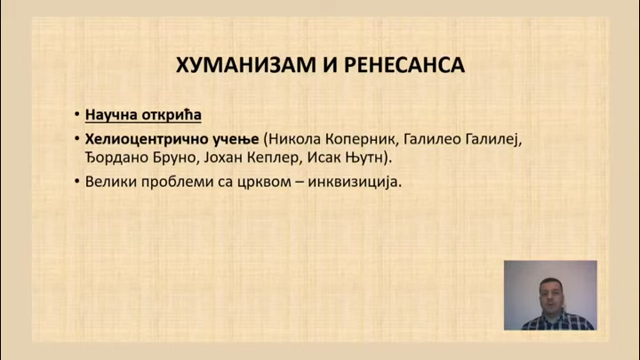 ХУМАНИЗАМ И РЕНЕСАНСА
• Научна открића
• Хелиоцентрично учење (Никола Коперник, Галилео Галилеј,
Ђордано Бруно, Јохан Кеплер, Исак Њутн).
• Велики проблеми са црквом – инквизиција.